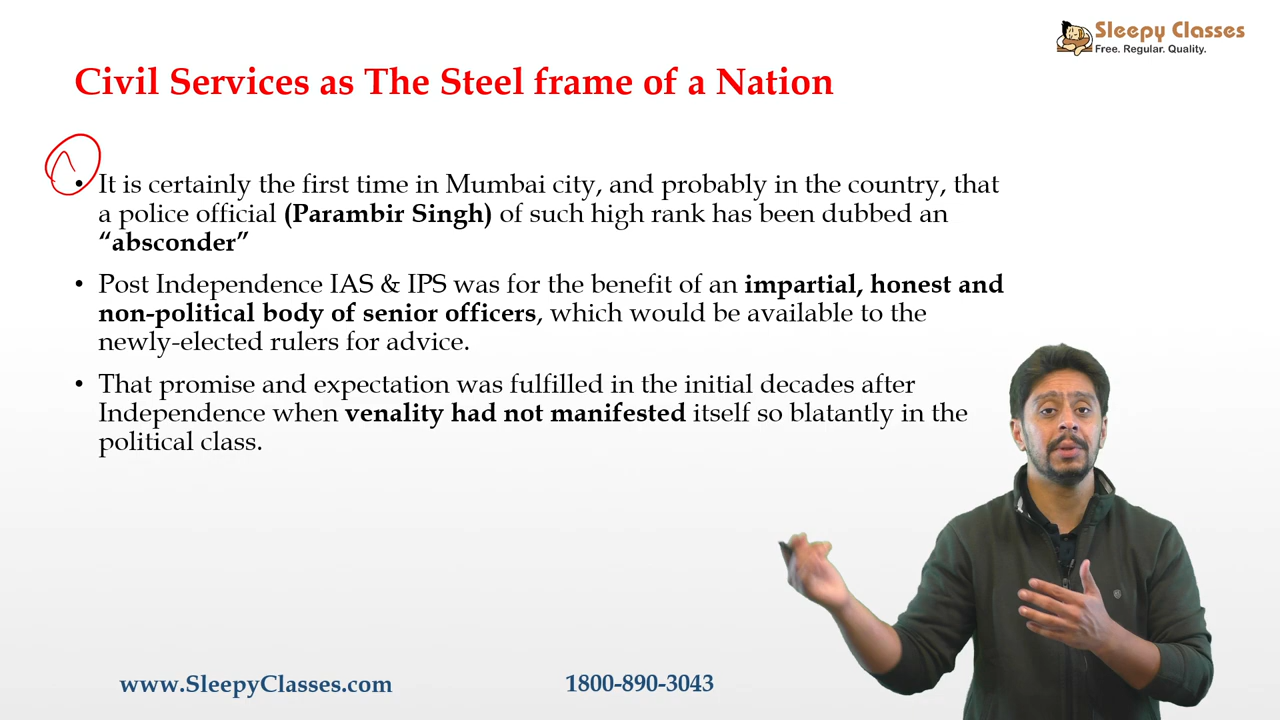 Sleepy Classes
Free. Regular. Quality.
Civil Services as The Steel frame of a Nation
• It is certainly the first time in Mumbai city, and probably in the country, that
a police official (Parambir Singh) of such high rank has been dubbed an
“absconder”
• Post Independence IAS & IPS was for the benefit of an impartial, honest and
non-political body of senior officers, which would be available to the
newly-elected rulers for advice.
• That promise and expectation was fulfilled in the initial decades after
Independence when venality had not manifested itself so blatantly in the
political class.
www.SleepyClasses.com
1800-890-3043